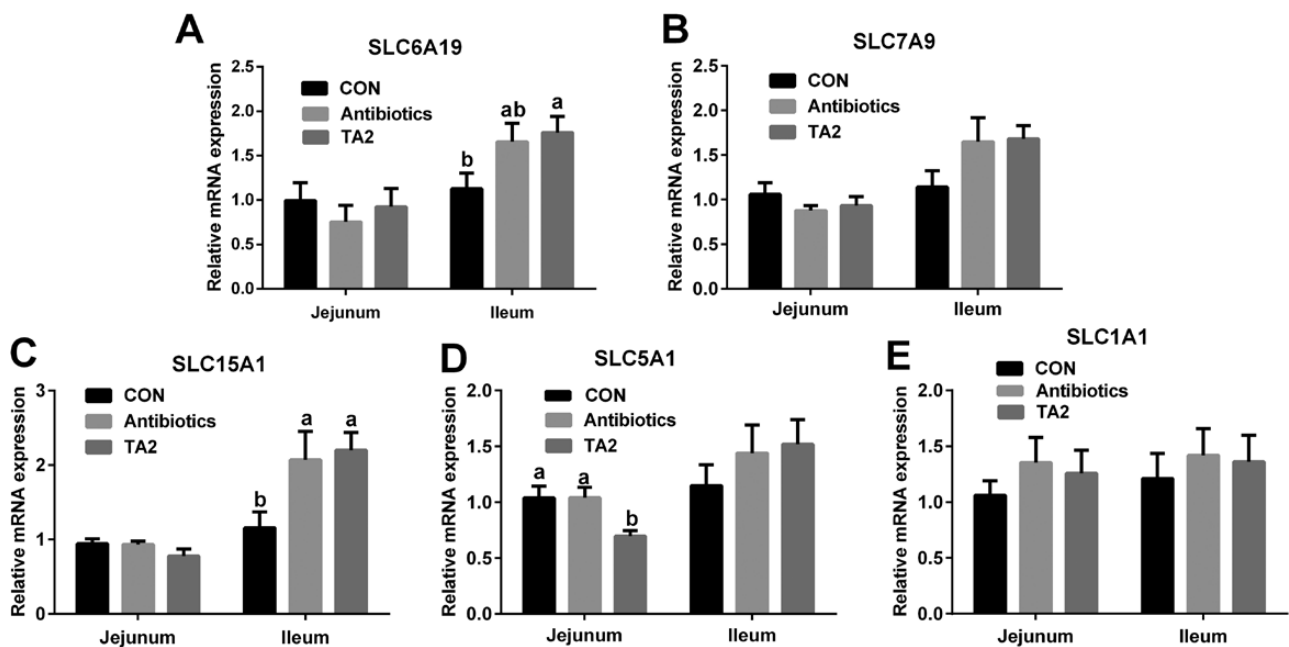 A
SLC6A19
Relative mRNA expression
2.5
2.0
1.5
1.0
0.5
0.0
CON
Antibiotics
TA2
b
ab
a
Jejunum
Ileum
B
SLC7A9
Relative mRNA expression
2.5
2.0
1.5
1.0
0.5
0.0
CON
Antibiotics
TA2
Jejunum
Ileum
C
SLC15A1
Relative mRNA expression
3
2
1
0
CON
Antibiotics
TA2
b
a
a
Jejunum
Ileum
D
SLC5A1
Relative mRNA expression
2.0
1.5
1.0
0.5
0.0
CON
Antibiotics
TA2
a
a
b
Jejunum
Ileum
E
SLC1A1
Relative mRNA expression
2.0
1.5
1.0
0.5
0.0
CON
Antibiotics
TA2
Jejunum
Ileum